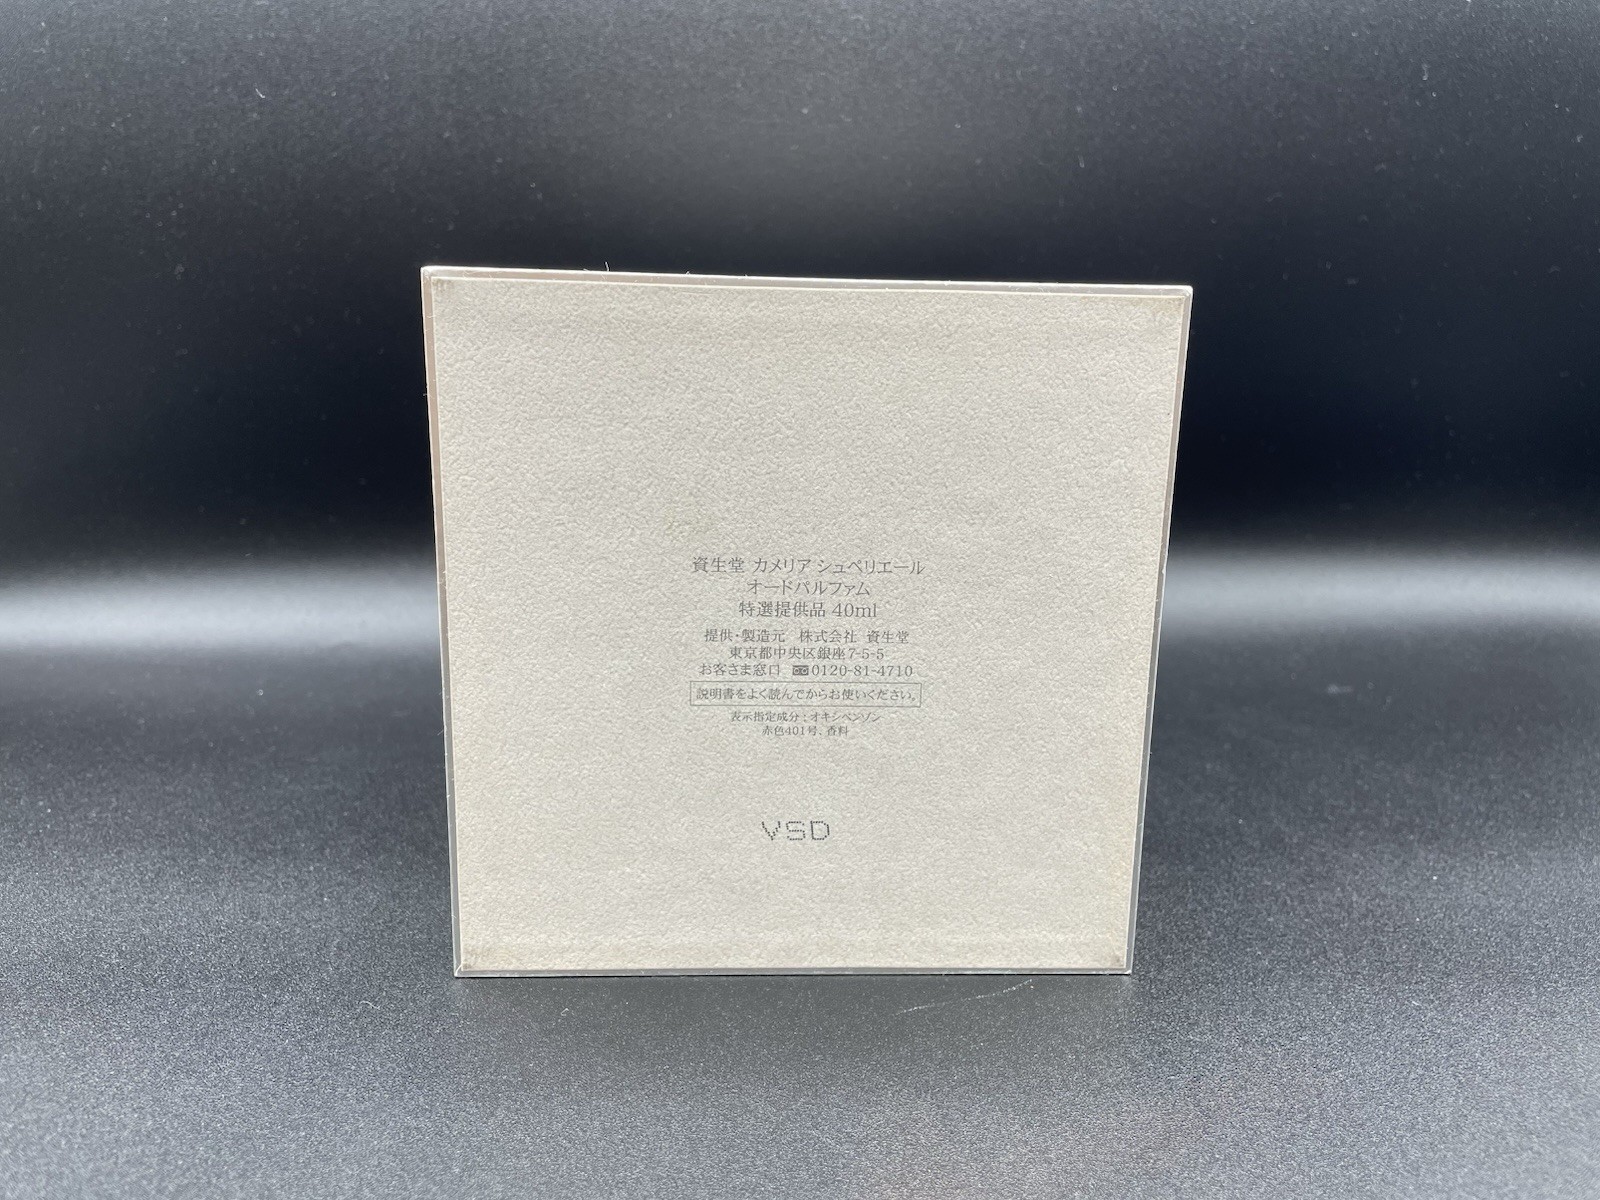 資生堂 カメリア シュペリエール
オードパルファム
特選提供品 40ml
提供・製造元 株式会社 資生堂
東京都中央区銀座7-5-5
お客さま窓口 0120-81-4710
説明書をよく読んでからお使いください。
表示指定成分：オキシベンゾン
赤色401号、香料
VSD